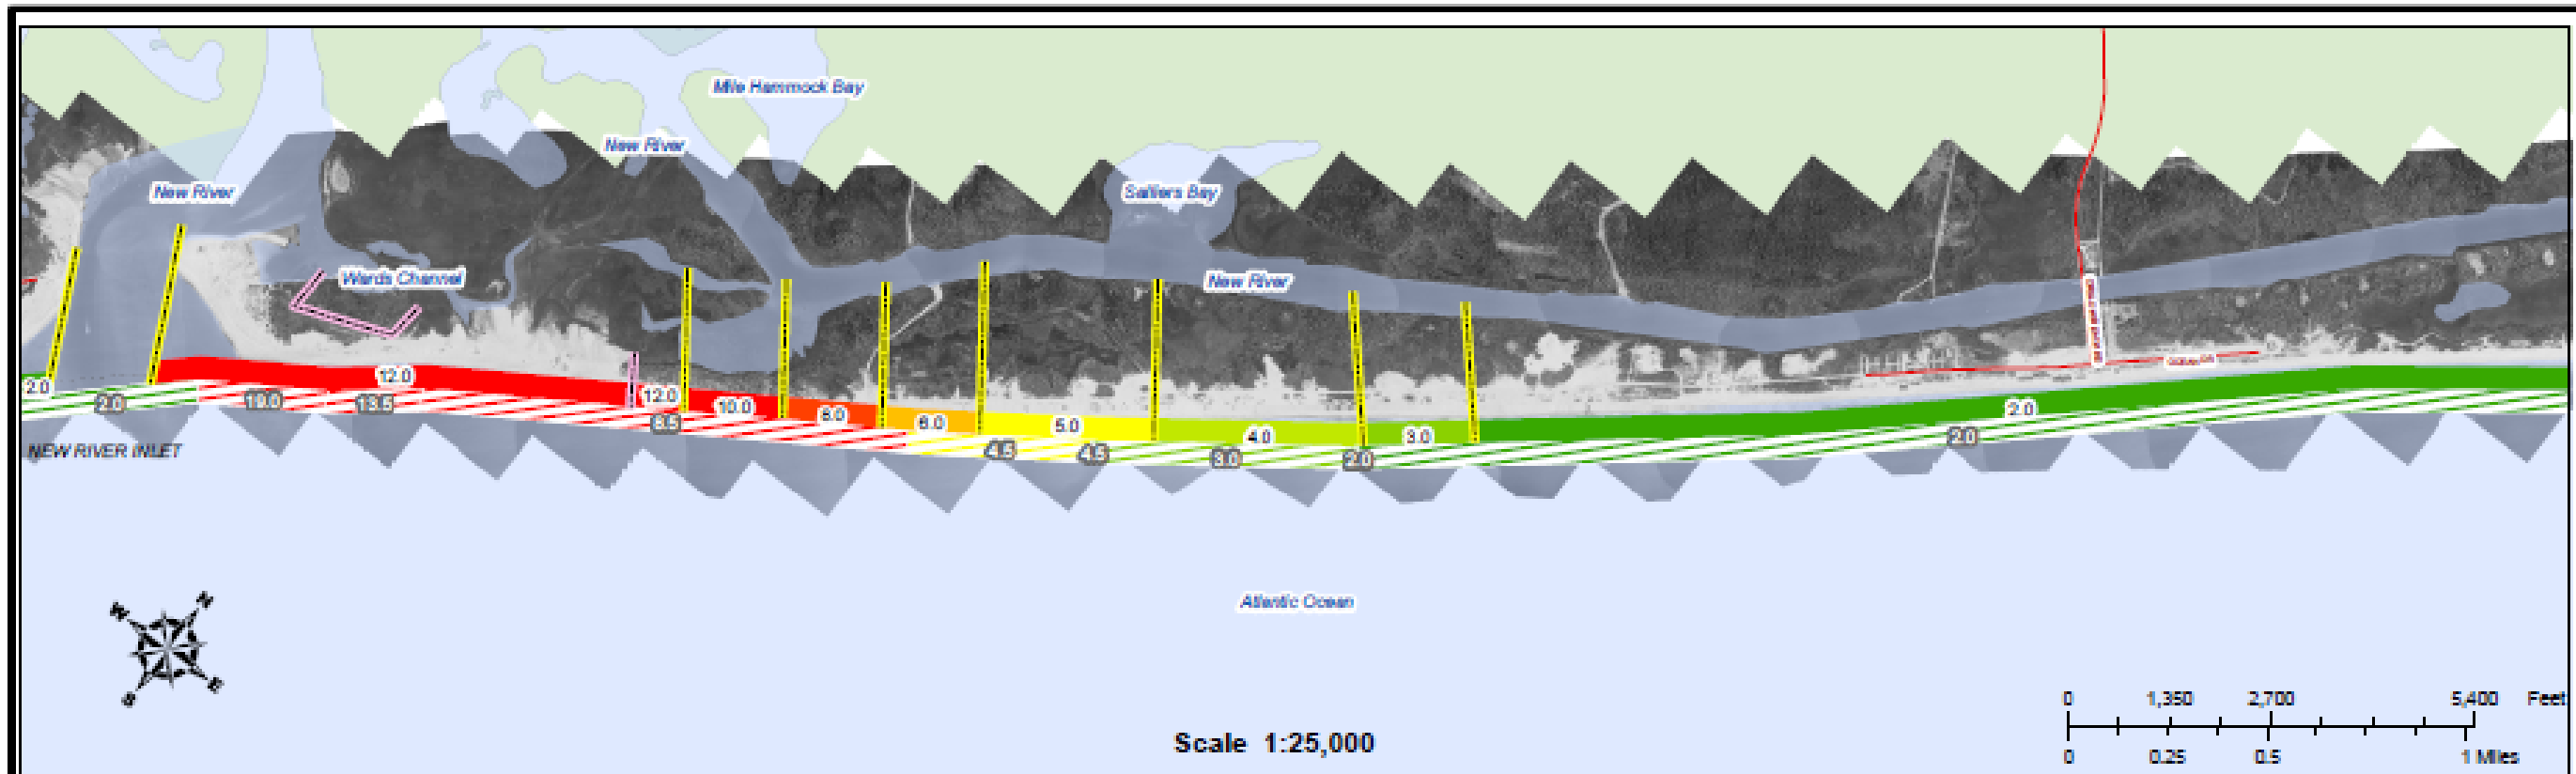 Mile Hammock Bay
New River
New River
Salliers Bay
Wards Channel
New River
2.0
12.0
12.0
10.0
8.0
6.0
5.0
4.0
3.0
2.0
2.0
13.5
8.5
4.5
4.5
3.0
2.0
2.0
NEW RIVER INLET
Atlantic Ocean
N
W
E
S
Scale 1:25,000
0 1,350 2,700 5,400 Feet
0 0.25 0.5 1 Miles